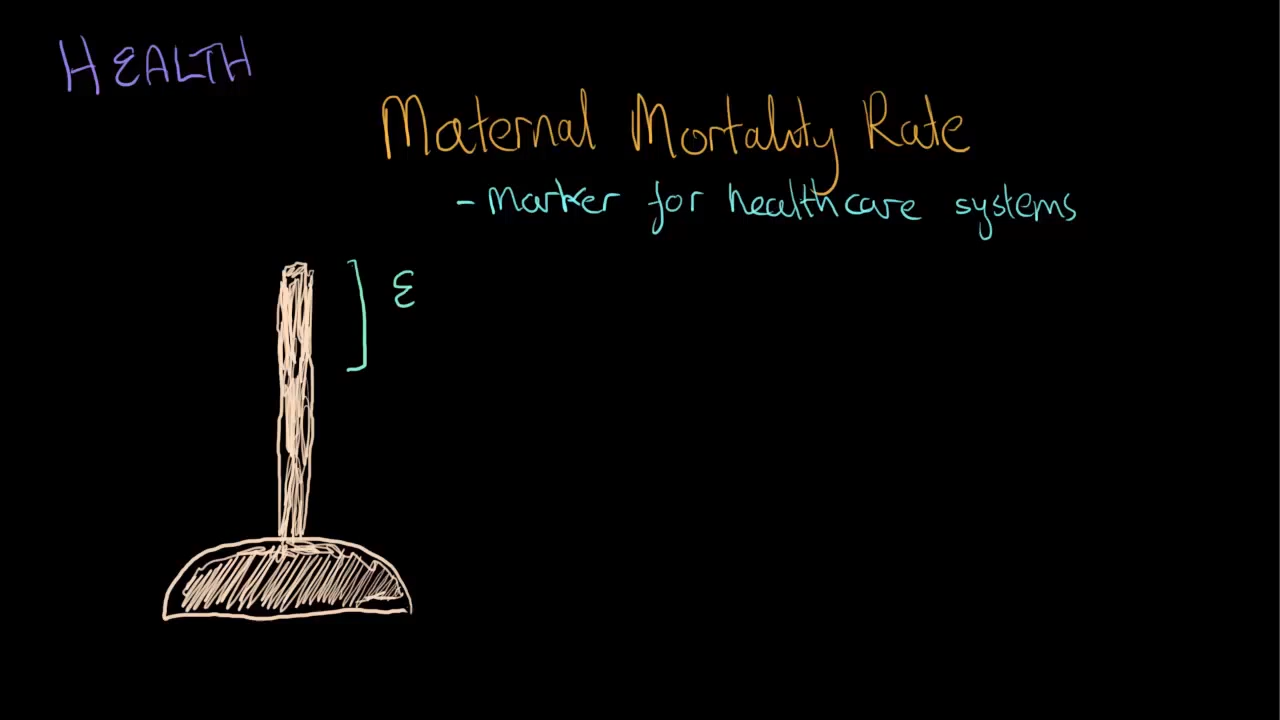 HEALTH
Maternal Mortality Rate
- Marker for healthcare systems
ε